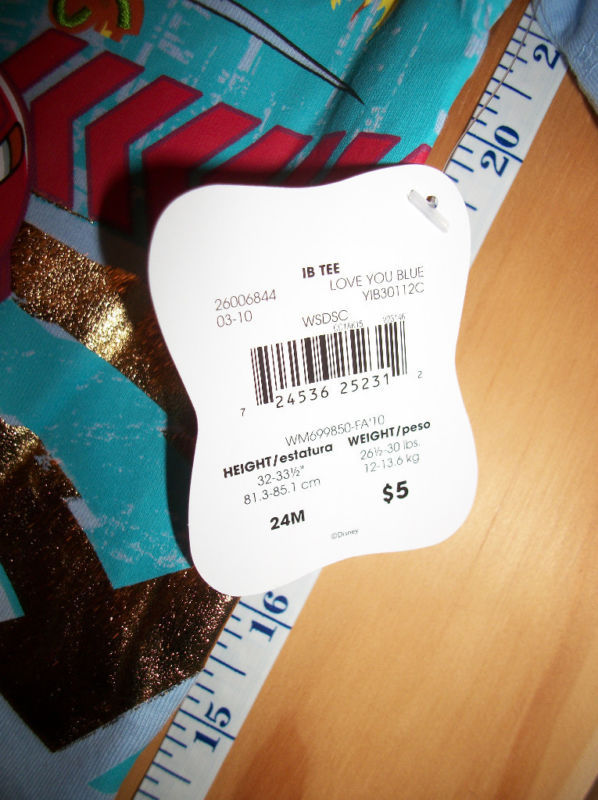 IB TEE
26006844 LOVE YOU BLUE
03-10 YIB30112C
WSDSC
7 24536 25231 2
WM699850-FA'10
HEIGHT/estatura WEIGHT/peso
32-33½" 26½-30 lbs.
81.3-85.1 cm 12-13.6 kg
24M $5
©Disney
2
20
16
15